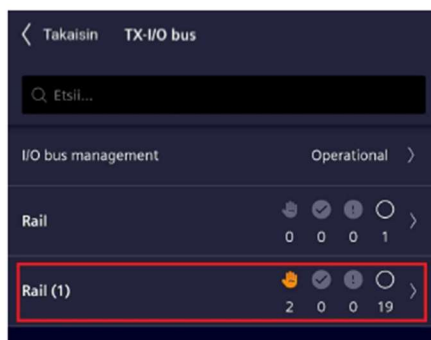 Takaisin TX-I/O bus
Etsii...
I/O bus management Operational
Rail
0 0 0 1
Rail (1)
2 0 0 19